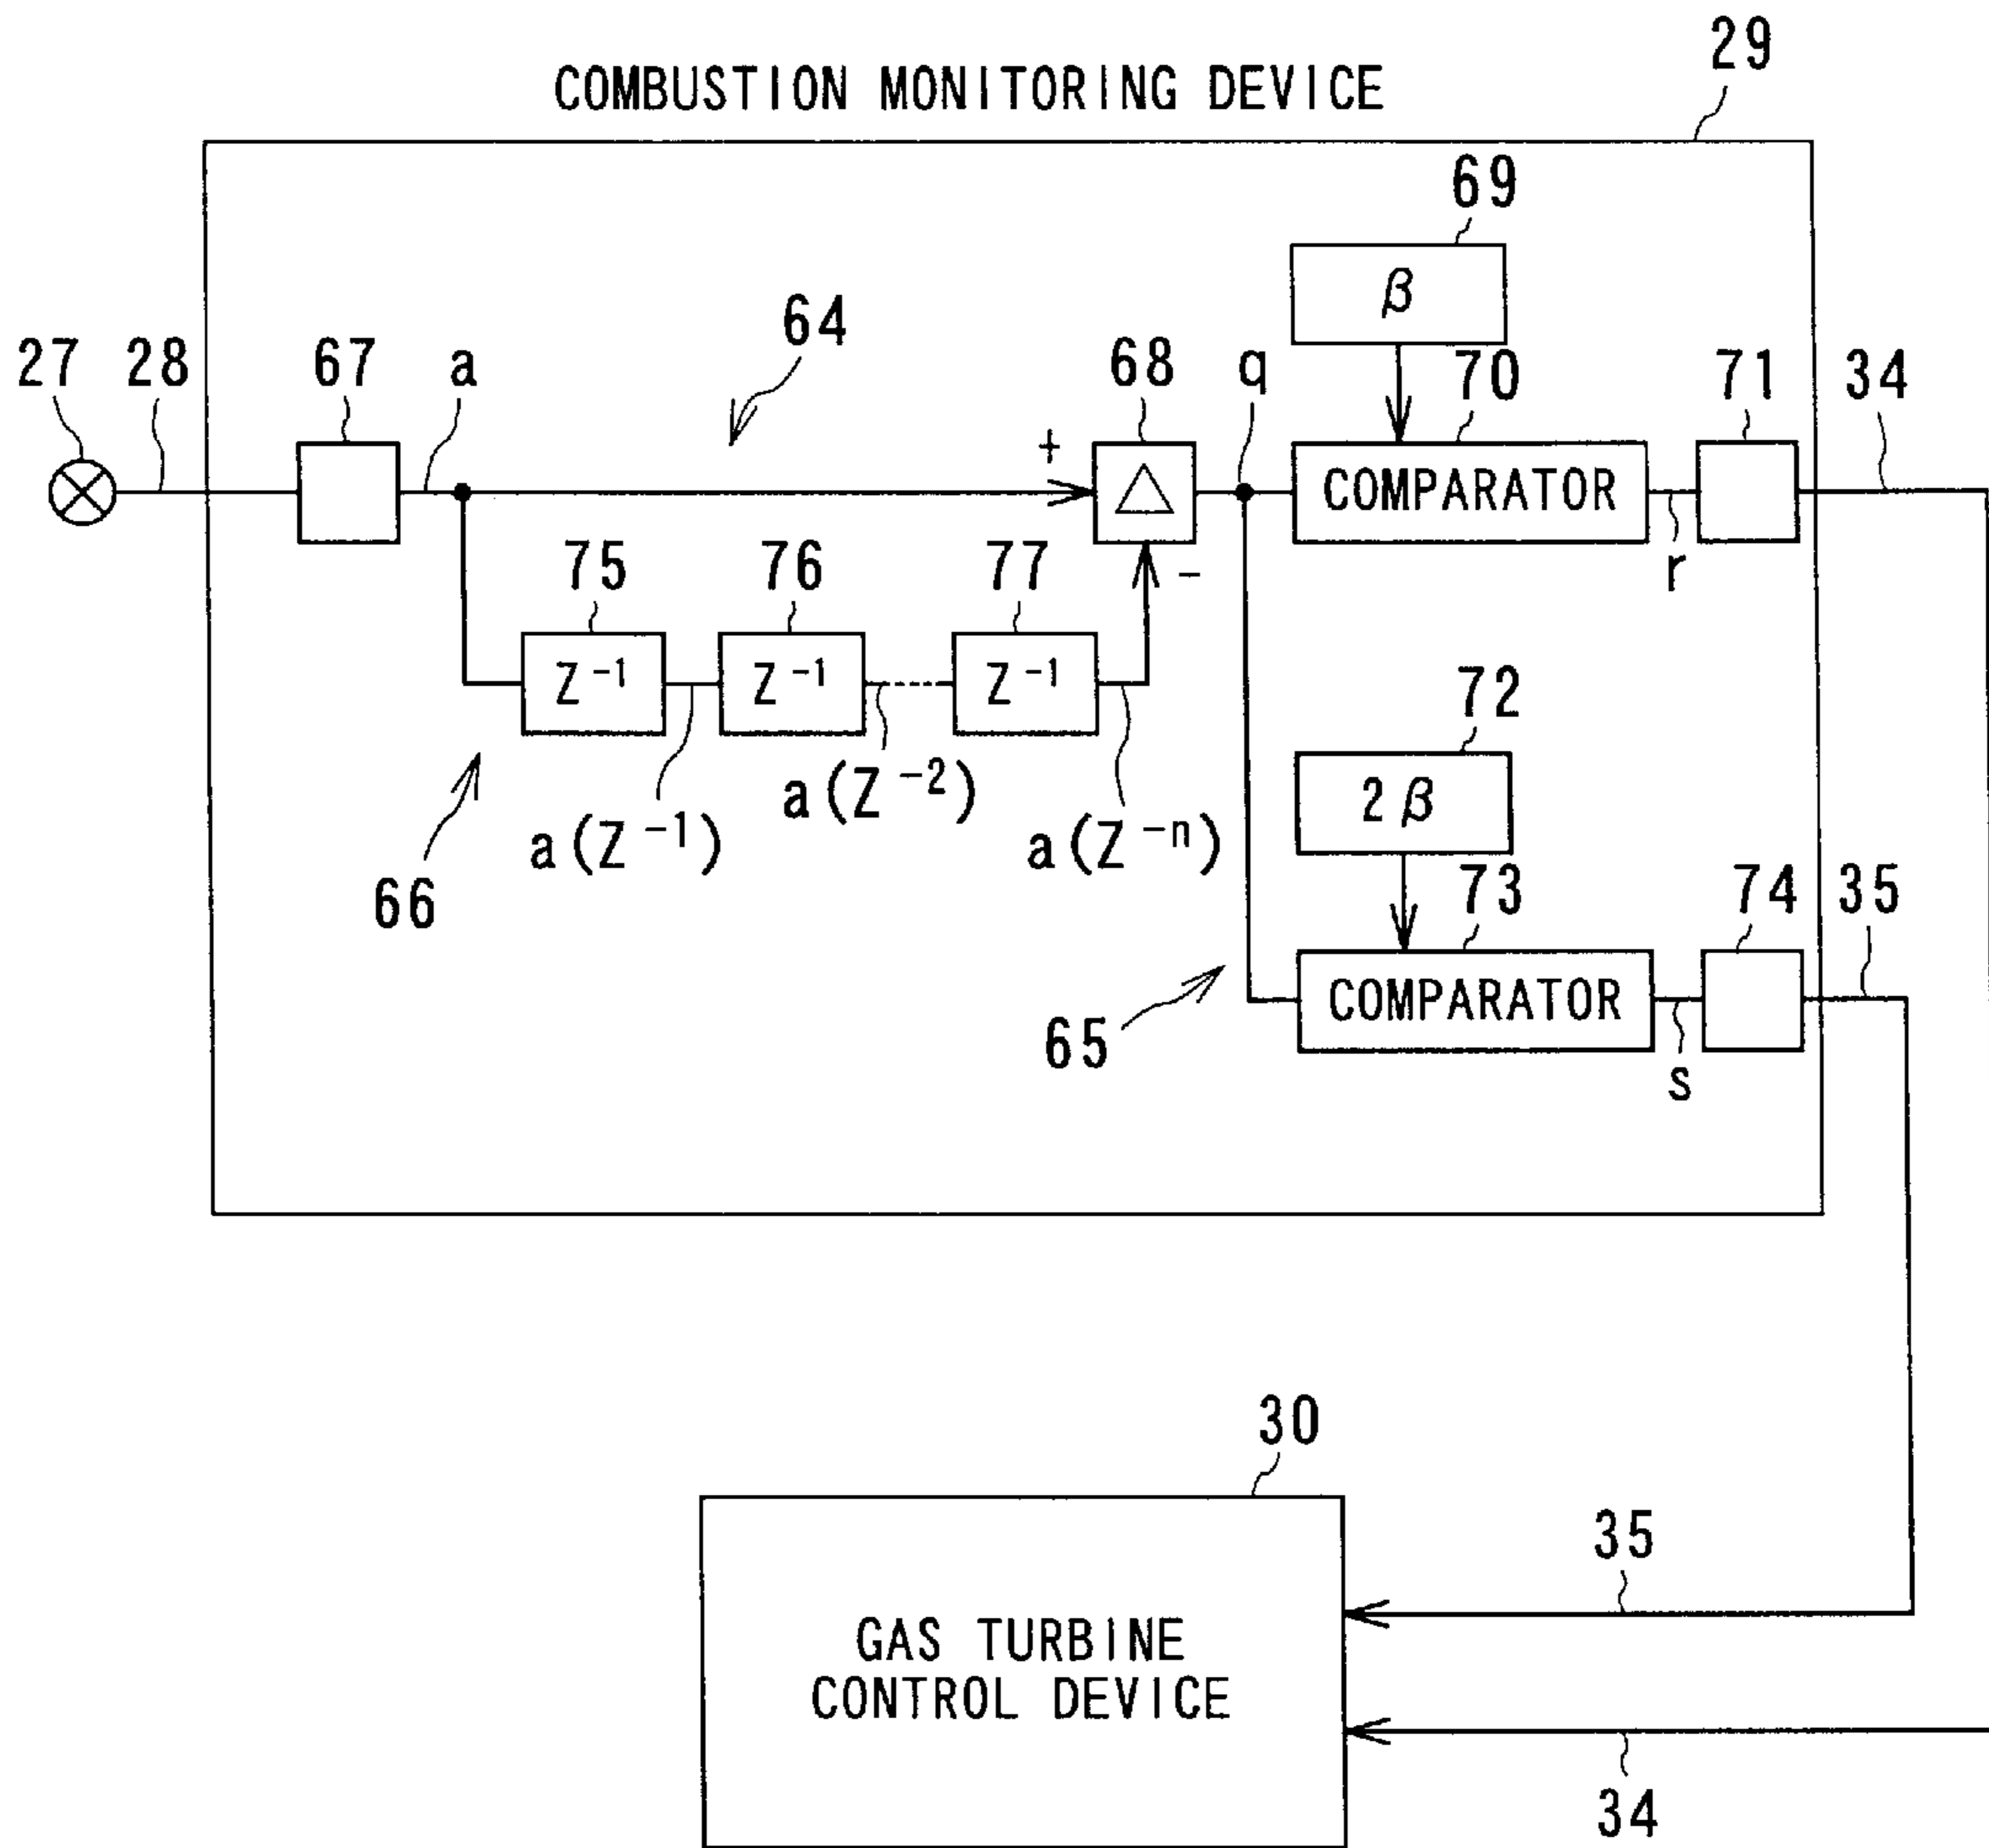 29
COMBUSTION MONITORING DEVICE
69
β
64
27
28
67
a
68
q
70
71
34
+
△
COMPARATOR
-
r
75
76
77
Z⁻¹
Z⁻¹
Z⁻¹
72
a(Z⁻²)
2β
a(Z⁻¹)
a(Z⁻ⁿ)
66
73
74
35
65
COMPARATOR
s
30
35
GAS TURBINE
CONTROL DEVICE
34